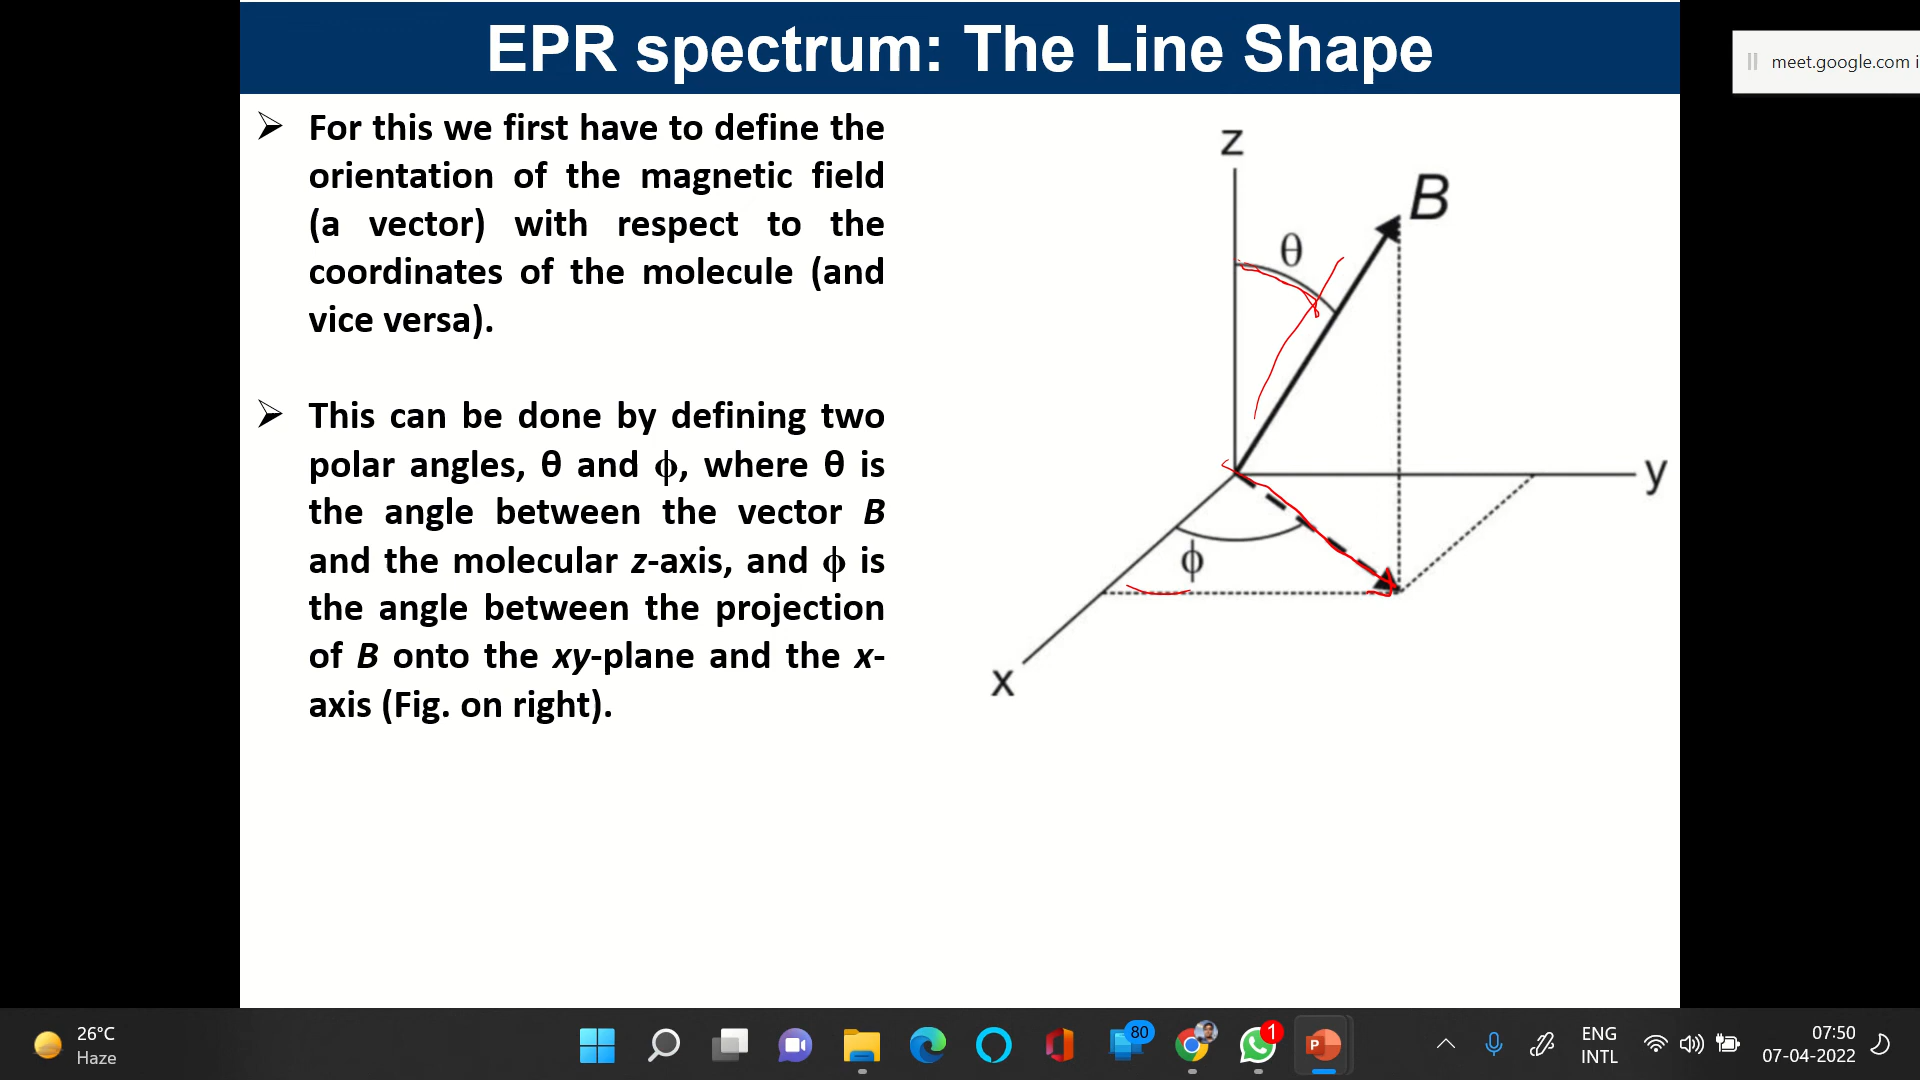 EPR spectrum: The Line Shape
meet.google.com i
➢ For this we first have to define the
orientation of the magnetic field
(a vector) with respect to the
coordinates of the molecule (and
vice versa).
➢ This can be done by defining two
polar angles, θ and ϕ, where θ is
the angle between the vector B
and the molecular z-axis, and ϕ is
the angle between the projection
of B onto the xy-plane and the x-
axis (Fig. on right).
z
B
θ
y
ϕ
x
26°C
Haze
80
1
P
ENG
INTL
07:50
07-04-2022